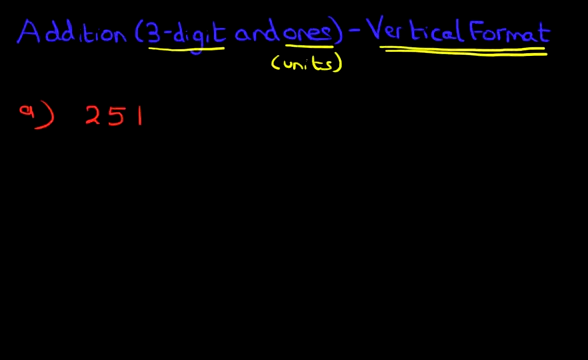 Addition (3-digit and ones) - Vertical Format
(units)
a) 251